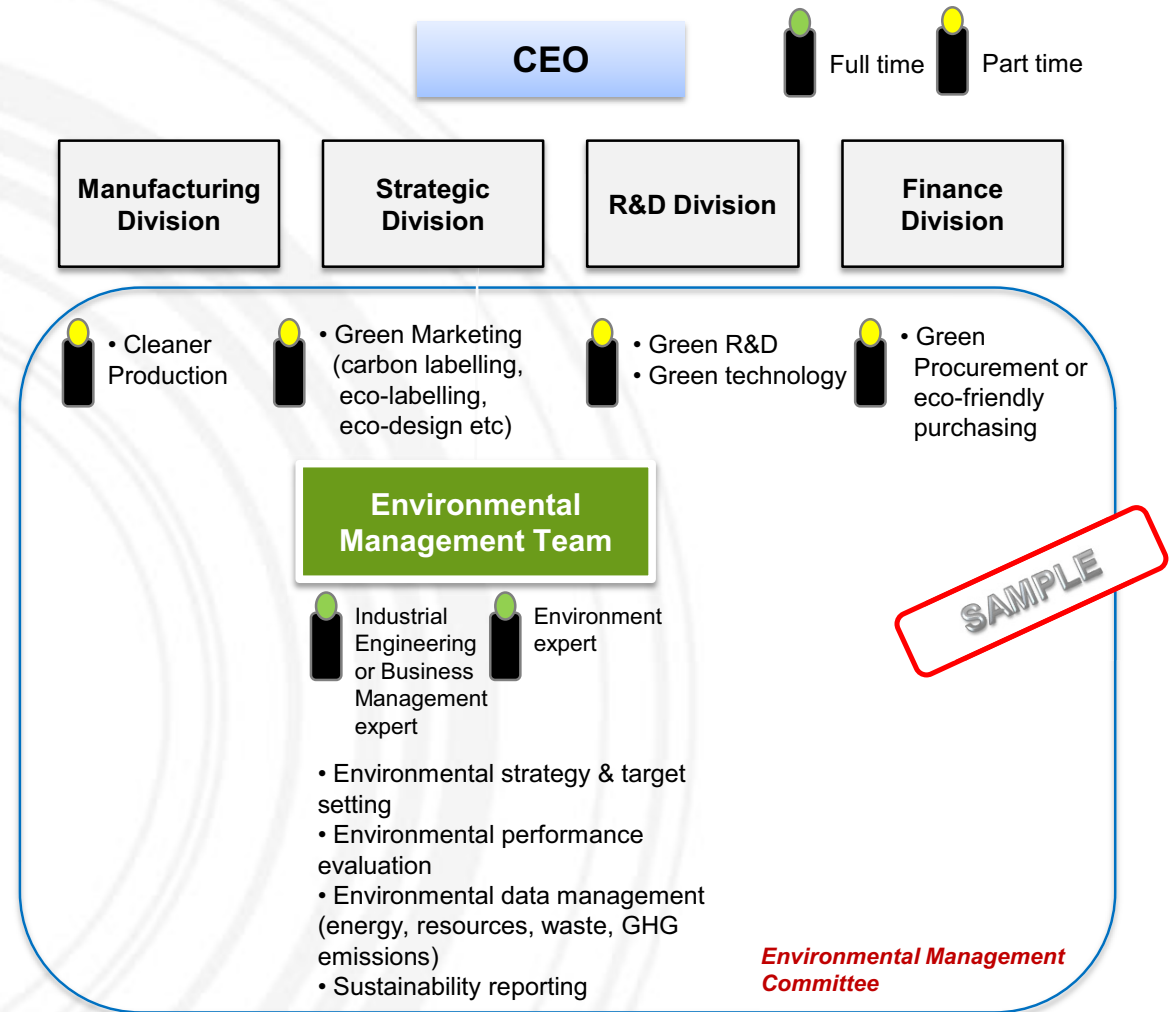 CEO
Full time
Part time
Manufacturing
Division
Strategic
Division
R&D Division
Finance
Division
• Cleaner
Production
• Green Marketing
(carbon labelling,
eco-labelling,
eco-design etc)
• Green R&D
• Green technology
• Green
Procurement or
eco-friendly
purchasing
Environmental
Management Team
SAMPLE
Industrial
Engineering
or Business
Management
expert
Environment
expert
• Environmental strategy & target
setting
• Environmental performance
evaluation
• Environmental data management
(energy, resources, waste, GHG
emissions)
• Sustainability reporting
Environmental Management
Committee